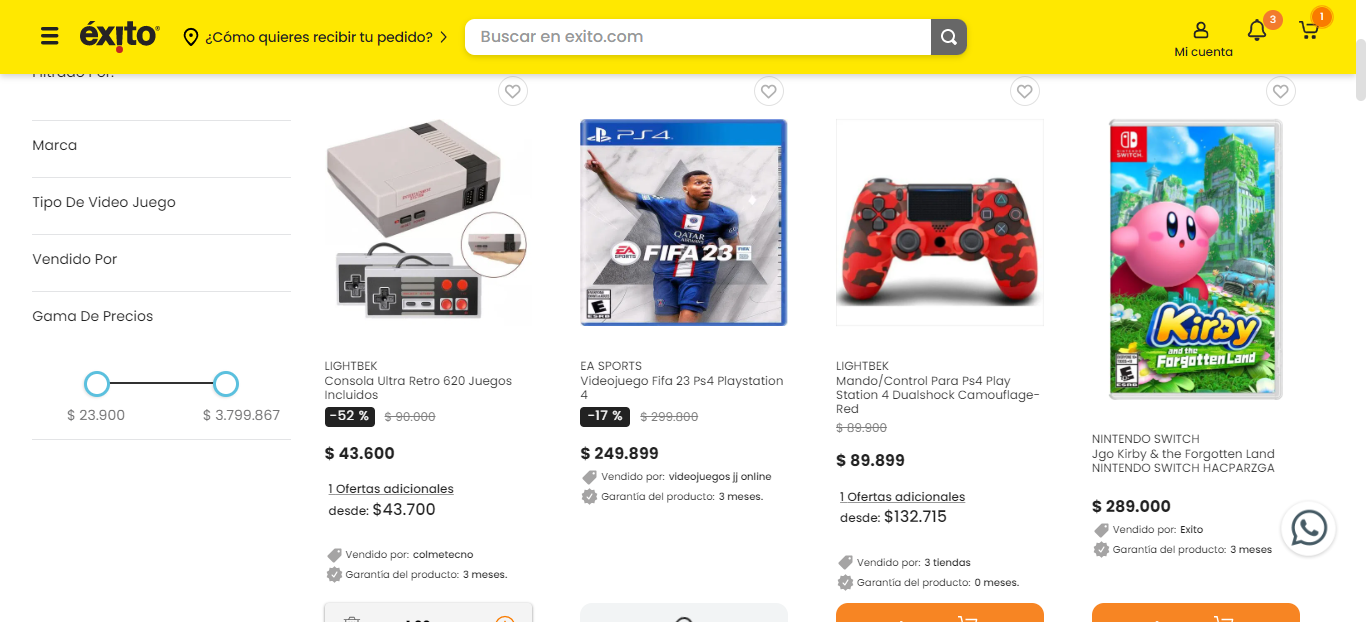 éxito
¿Cómo quieres recibir tu pedido?
Buscar en exito.com
Mi cuenta
3
1
Filtrado Por:
Marca
Tipo De Video Juego
Vendido Por
Gama De Precios
$ 23.900
$ 3.799.867
LIGHTBEK
Consola Ultra Retro 620 Juegos
Incluidos
-52 % $ 90.000
$ 43.600
1 Ofertas adicionales
desde: $43.700
Vendido por: colmetecno
Garantía del producto: 3 meses.
PS4
QATAR
AIRWAYS
EA
SPORTS
FIFA 23
ESRB
EA SPORTS
Videojuego Fifa 23 Ps4 Playstation
4
-17 % $ 299.800
$ 249.899
Vendido por: videojuegos jj online
Garantía del producto: 3 meses.
LIGHTBEK
Mando/Control Para Ps4 Play
Station 4 Dualshock Camouflage-
Red
$ 89.900
$ 89.899
1 Ofertas adicionales
desde: $132.715
Vendido por: 3 tiendas
Garantía del producto: 0 meses.
NINTENDO
SWITCH
Kirby
and the
Forgotten Land
ESRB
NINTENDO SWITCH
Jgo Kirby & the Forgotten Land
NINTENDO SWITCH HACPARZGA
$ 289.000
Vendido por: Exito
Garantía del producto: 3 meses